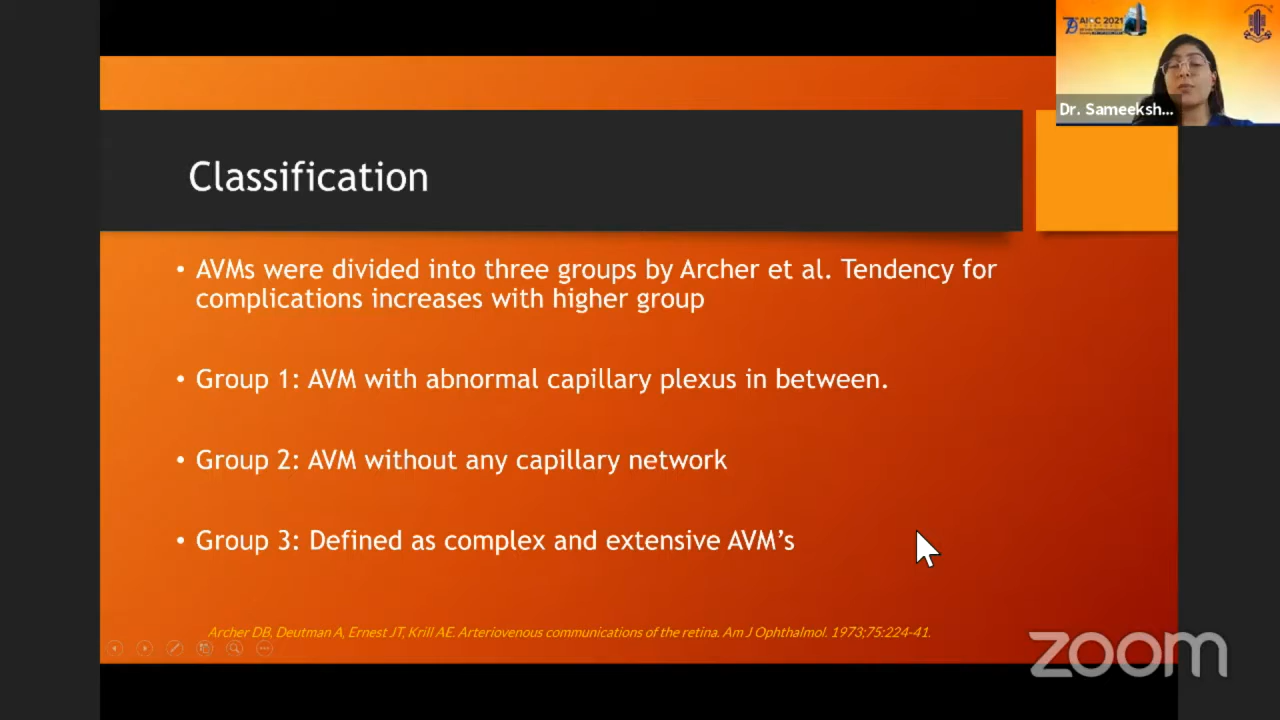 AIOC 2021
Dr. Sameeksh...
Classification
• AVMs were divided into three groups by Archer et al. Tendency for
complications increases with higher group
• Group 1: AVM with abnormal capillary plexus in between.
• Group 2: AVM without any capillary network
• Group 3: Defined as complex and extensive AVM’s
Archer DB, Deutman A, Ernest JT, Krill AE. Arteriovenous communications of the retina. Am J Ophthalmol. 1973;75:224-41.
zoom